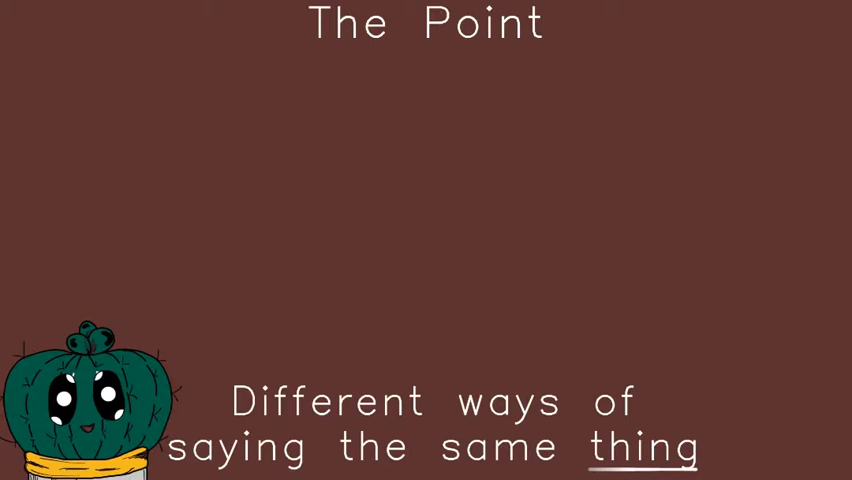 The Point
Different ways of
saying the same thing